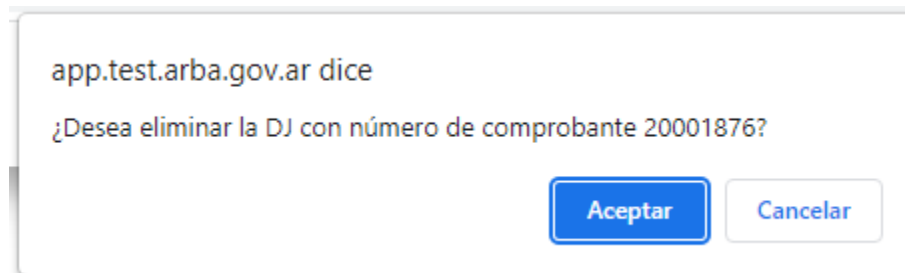 app.test.arba.gov.ar dice
¿Desea eliminar la DJ con número de comprobante 20001876?
Aceptar
Cancelar